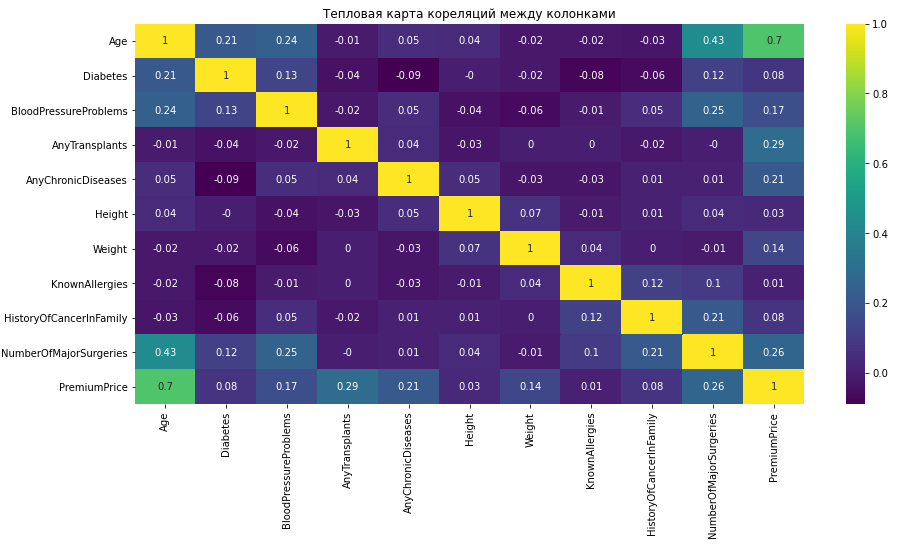 Тепловая карта кореляций между колонками
Age 1 0.21 0.24 -0.01 0.05 0.04 -0.02 -0.02 -0.03 0.43 0.7
Diabetes 0.21 1 0.13 -0.04 -0.09 -0 -0.02 -0.08 -0.06 0.12 0.08
BloodPressureProblems 0.24 0.13 1 -0.02 0.05 -0.04 -0.06 -0.01 0.05 0.25 0.17
AnyTransplants -0.01 -0.04 -0.02 1 0.04 -0.03 0 0 -0.02 -0 0.29
AnyChronicDiseases 0.05 -0.09 0.05 0.04 1 0.05 -0.03 -0.03 0.01 0.01 0.21
Height 0.04 -0 -0.04 -0.03 0.05 1 0.07 -0.01 0.01 0.04 0.03
Weight -0.02 -0.02 -0.06 0 -0.03 0.07 1 0.04 0 -0.01 0.14
KnownAllergies -0.02 -0.08 -0.01 0 -0.03 -0.01 0.04 1 0.12 0.1 0.01
HistoryOfCancerInFamily -0.03 -0.06 0.05 -0.02 0.01 0.01 0 0.12 1 0.21 0.08
NumberOfMajorSurgeries 0.43 0.12 0.25 -0 0.01 0.04 -0.01 0.1 0.21 1 0.26
PremiumPrice 0.7 0.08 0.17 0.29 0.21 0.03 0.14 0.01 0.08 0.26 1
Age
Diabetes
BloodPressureProblems
AnyTransplants
AnyChronicDiseases
Height
Weight
KnownAllergies
HistoryOfCancerInFamily
NumberOfMajorSurgeries
PremiumPrice
1.0
0.8
0.6
0.4
0.2
0.0